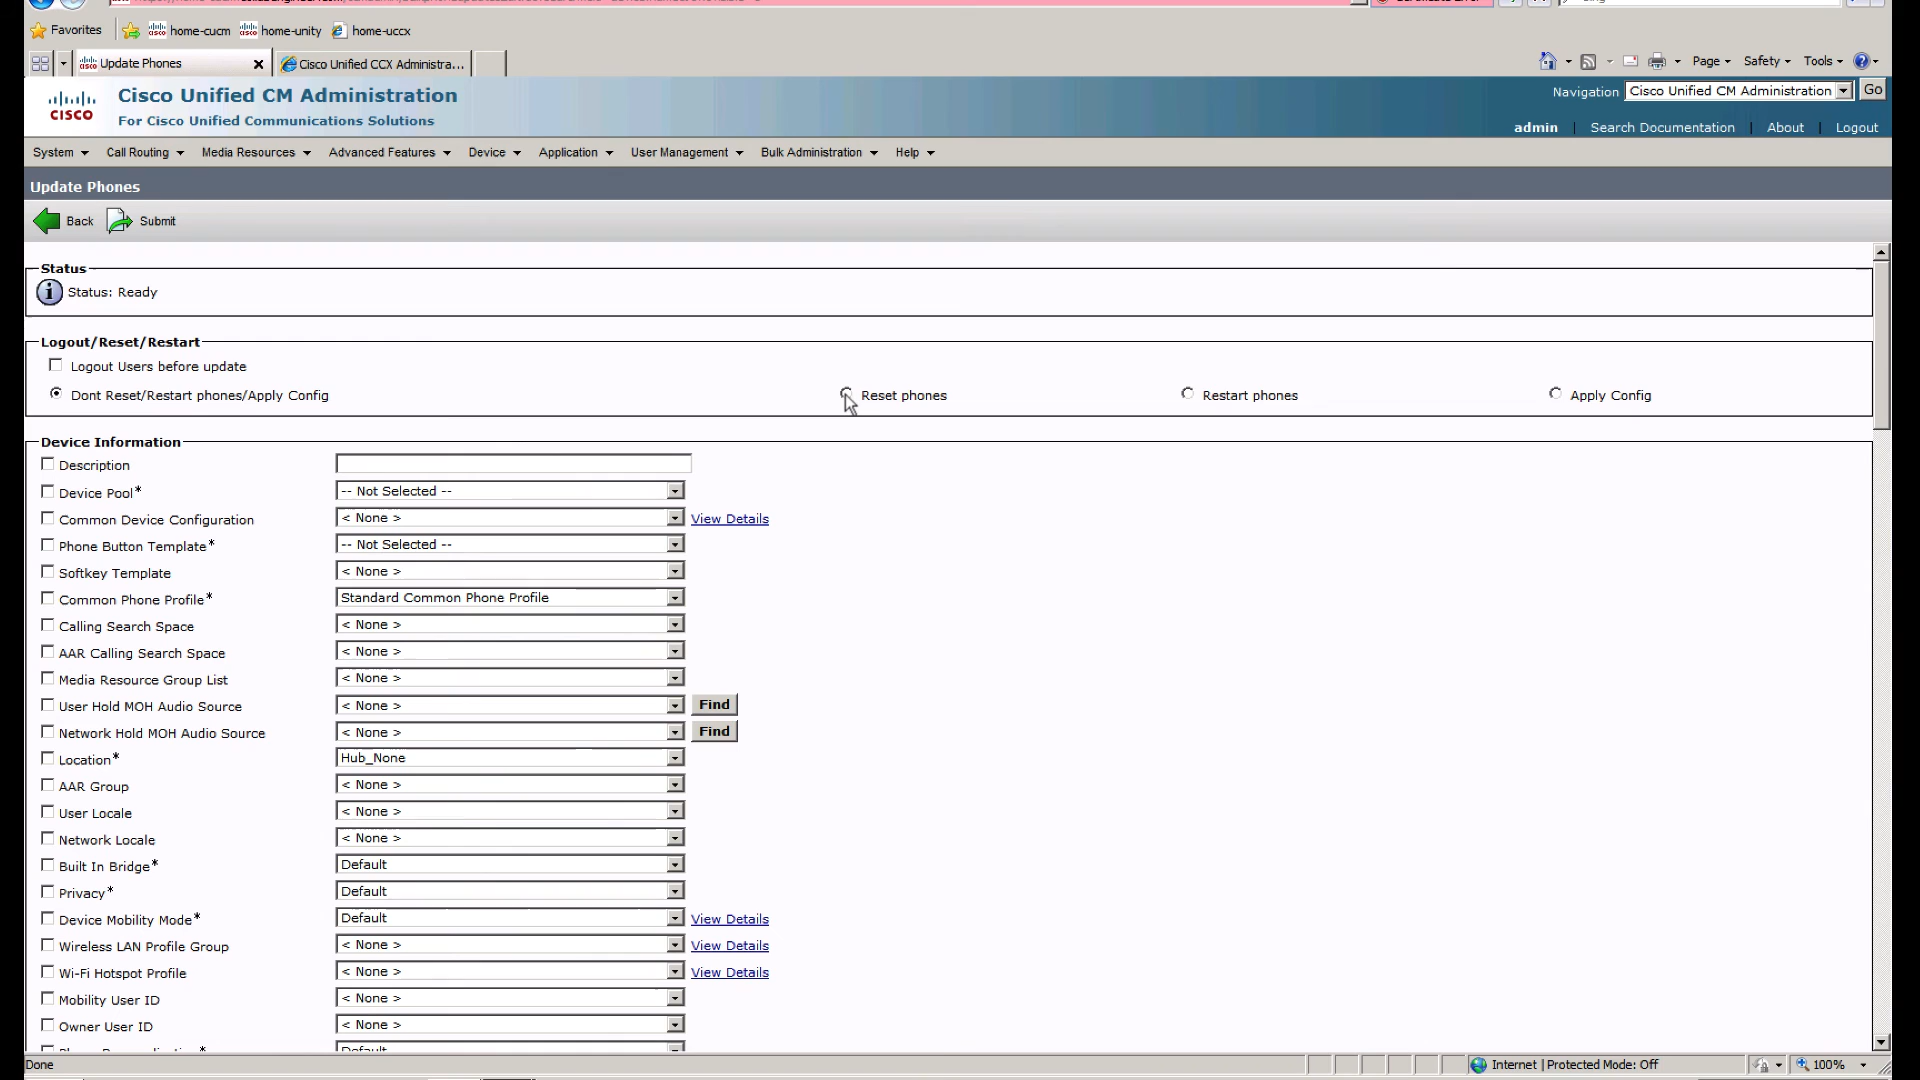 Favorites home-cucm home-unity home-uccx
Update Phones Cisco Unified CCX Administra...
Page Safety Tools
Cisco Unified CM Administration
For Cisco Unified Communications Solutions
CISCO
Navigation Cisco Unified CM Administration Go
admin Search Documentation About Logout
System Call Routing Media Resources Advanced Features Device Application User Management Bulk Administration Help
Update Phones
Back Submit
Status
Status: Ready
Logout/Reset/Restart
Logout Users before update
Dont Reset/Restart phones/Apply Config Reset phones Restart phones Apply Config
Device Information
Description
Device Pool* -- Not Selected --
Common Device Configuration < None > View Details
Phone Button Template* -- Not Selected --
Softkey Template < None >
Common Phone Profile* Standard Common Phone Profile
Calling Search Space < None >
AAR Calling Search Space < None >
Media Resource Group List < None >
User Hold MOH Audio Source < None > Find
Network Hold MOH Audio Source < None > Find
Location* Hub_None
AAR Group < None >
User Locale < None >
Network Locale < None >
Built In Bridge* Default
Privacy* Default
Device Mobility Mode* Default View Details
Wireless LAN Profile Group < None > View Details
Wi-Fi Hotspot Profile < None > View Details
Mobility User ID < None >
Owner User ID < None >
Default
Done Internet | Protected Mode: Off 100%